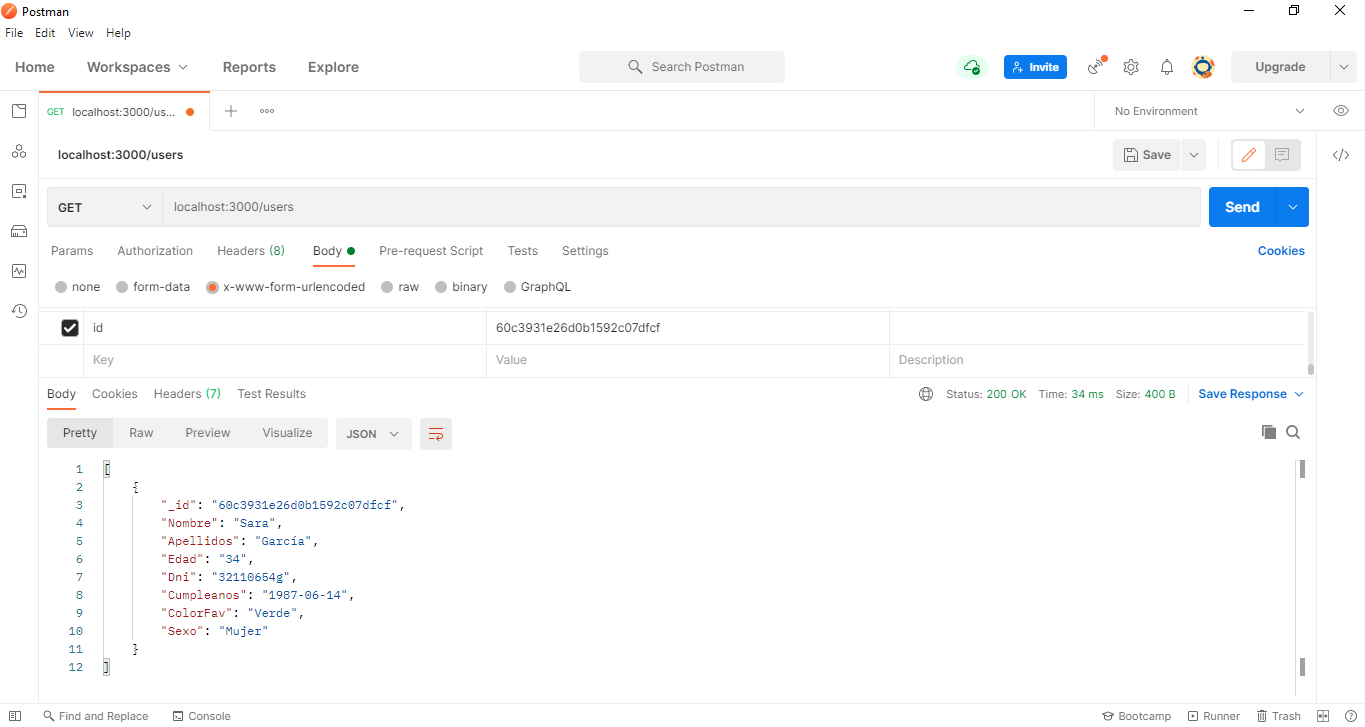 Postman
File Edit View Help
Home Workspaces Reports Explore Search Postman Invite Upgrade
GET localhost:3000/us... No Environment
localhost:3000/users Save
GET localhost:3000/users Send
Params Authorization Headers (8) Body Pre-request Script Tests Settings Cookies
none form-data x-www-form-urlencoded raw binary GraphQL
id 60c3931e26d0b1592c07dfcf
Key Value Description
Body Cookies Headers (7) Test Results Status: 200 OK Time: 34 ms Size: 400 B Save Response
Pretty Raw Preview Visualize JSON
1 [
2 {
3 "_id": "60c3931e26d0b1592c07dfcf",
4 "Nombre": "Sara",
5 "Apellidos": "García",
6 "Edad": "34",
7 "Dni": "32110654g",
8 "Cumpleanos": "1987-06-14",
9 "ColorFav": "Verde",
10 "Sexo": "Mujer"
11 }
12 ]
Find and Replace Console Bootcamp Runner Trash